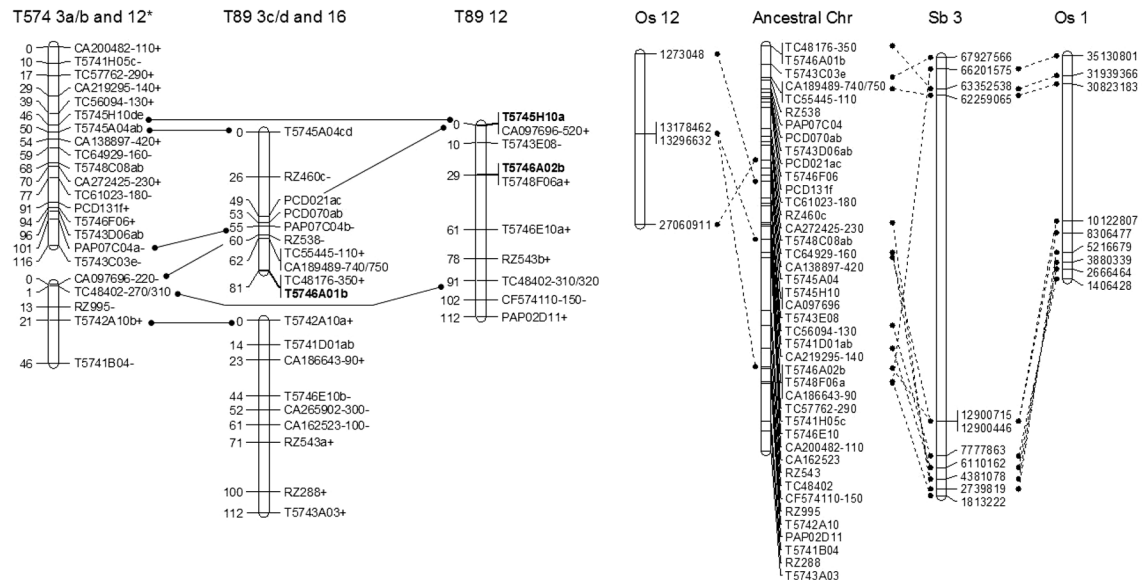 T574 3a/b and 12*
T89 3c/d and 16
T89 12
Os 12
Ancestral Chr
Sb 3
Os 1
0 CA200482-110+
10 T5741H05c-
17 TC57762-290+
29 CA219295-140+
39 TC56094-130+
46 T5745H10de
50 T5745A04ab
54 CA138897-420+
59 TC64929-160-
68 T5748C08ab
70 CA272425-230+
77 TC61023-180-
91 PCD131f+
94 T5746F06+
96 T5743D06ab
101 PAP07C04a-
116 T5743C03e-
0 CA097696-220-
1 TC48402-270/310
13 RZ995-
21 T5742A10b+
46 T5741B04-
0 T5745A04cd
26 RZ460c-
49 PCD021ac
53 PCD070ab
55 PAP07C04b-
60 RZ538-
62 TC55445-110+
CA189489-740/750
81 TC48176-350+
T5746A01b
0 T5742A10a+
14 T5741D01ab
23 CA186643-90+
44 T5746E10b-
52 CA265902-300-
61 CA162523-100-
71 RZ543a+
100 RZ288+
112 T5743A03+
T5745H10a
0 CA097696-520+
10 T5743E08-
T5746A02b
29 T5748F06a+
61 T5746E10a+
78 RZ543b+
91 TC48402-310/320
102 CF574110-150-
112 PAP02D11+
1273048
13178462
13296632
27060911
TC48176-350
T5746A01b
T5743C03e
CA189489-740/750
TC55445-110
RZ538
PAP07C04
PCD070ab
T5743D06ab
PCD021ac
T5746F06
PCD131f
TC61023-180
RZ460c
CA272425-230
T5748C08ab
TC64929-160
CA138897-420
T5745A04
T5745H10
CA097696
T5743E08
TC56094-130
T5741D01ab
CA219295-140
T5746A02b
T5748F06a
CA186643-90
TC57762-290
T5741H05c
T5746E10
CA200482-110
CA162523
RZ543
TC48402
CF574110-150
RZ995
T5742A10
PAP02D11
T5741B04
RZ288
T5743A03
67927566
66201575
63352538
62259065
12900715
12900446
7777863
6110162
4381078
2739819
1813222
35130801
31939366
30823183
10122807
8306477
5216679
3880339
2666464
1406428